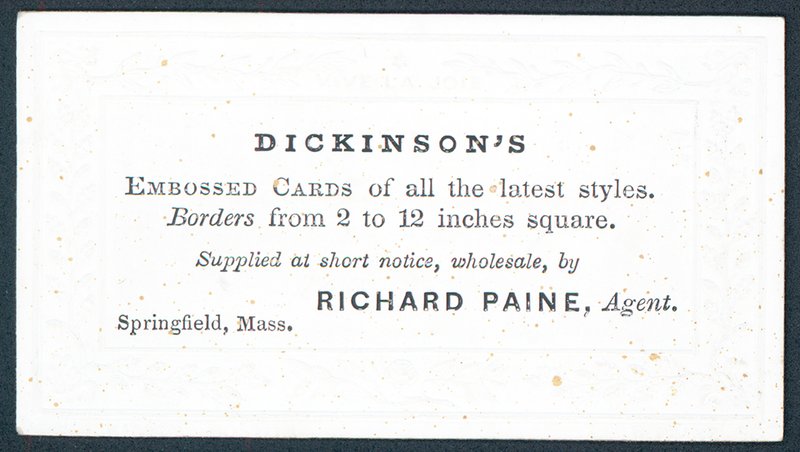 DICKINSON'S
EMBOSSED CARDS of all the latest styles.
Borders from 2 to 12 inches square.
Supplied at short notice, wholesale, by
RICHARD PAINE, Agent.
Springfield, Mass.